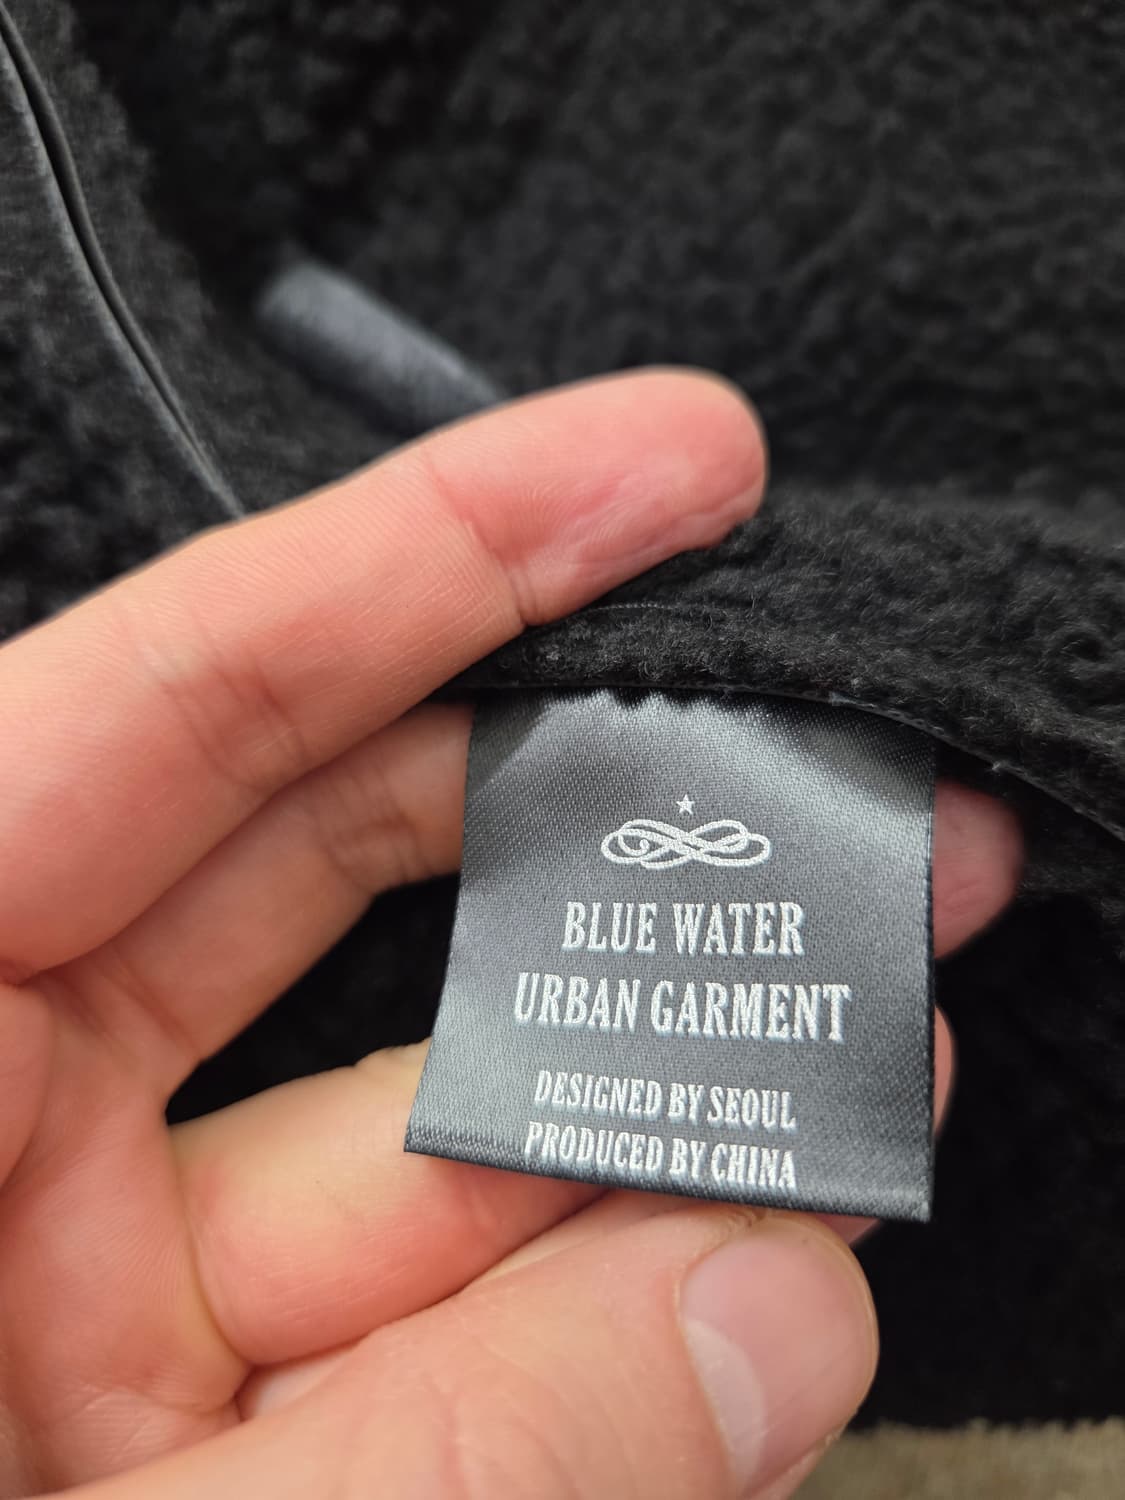 BLUE WATER
URBAN GARMENT
DESIGNED BY SEOUL
PRODUCED BY CHINA